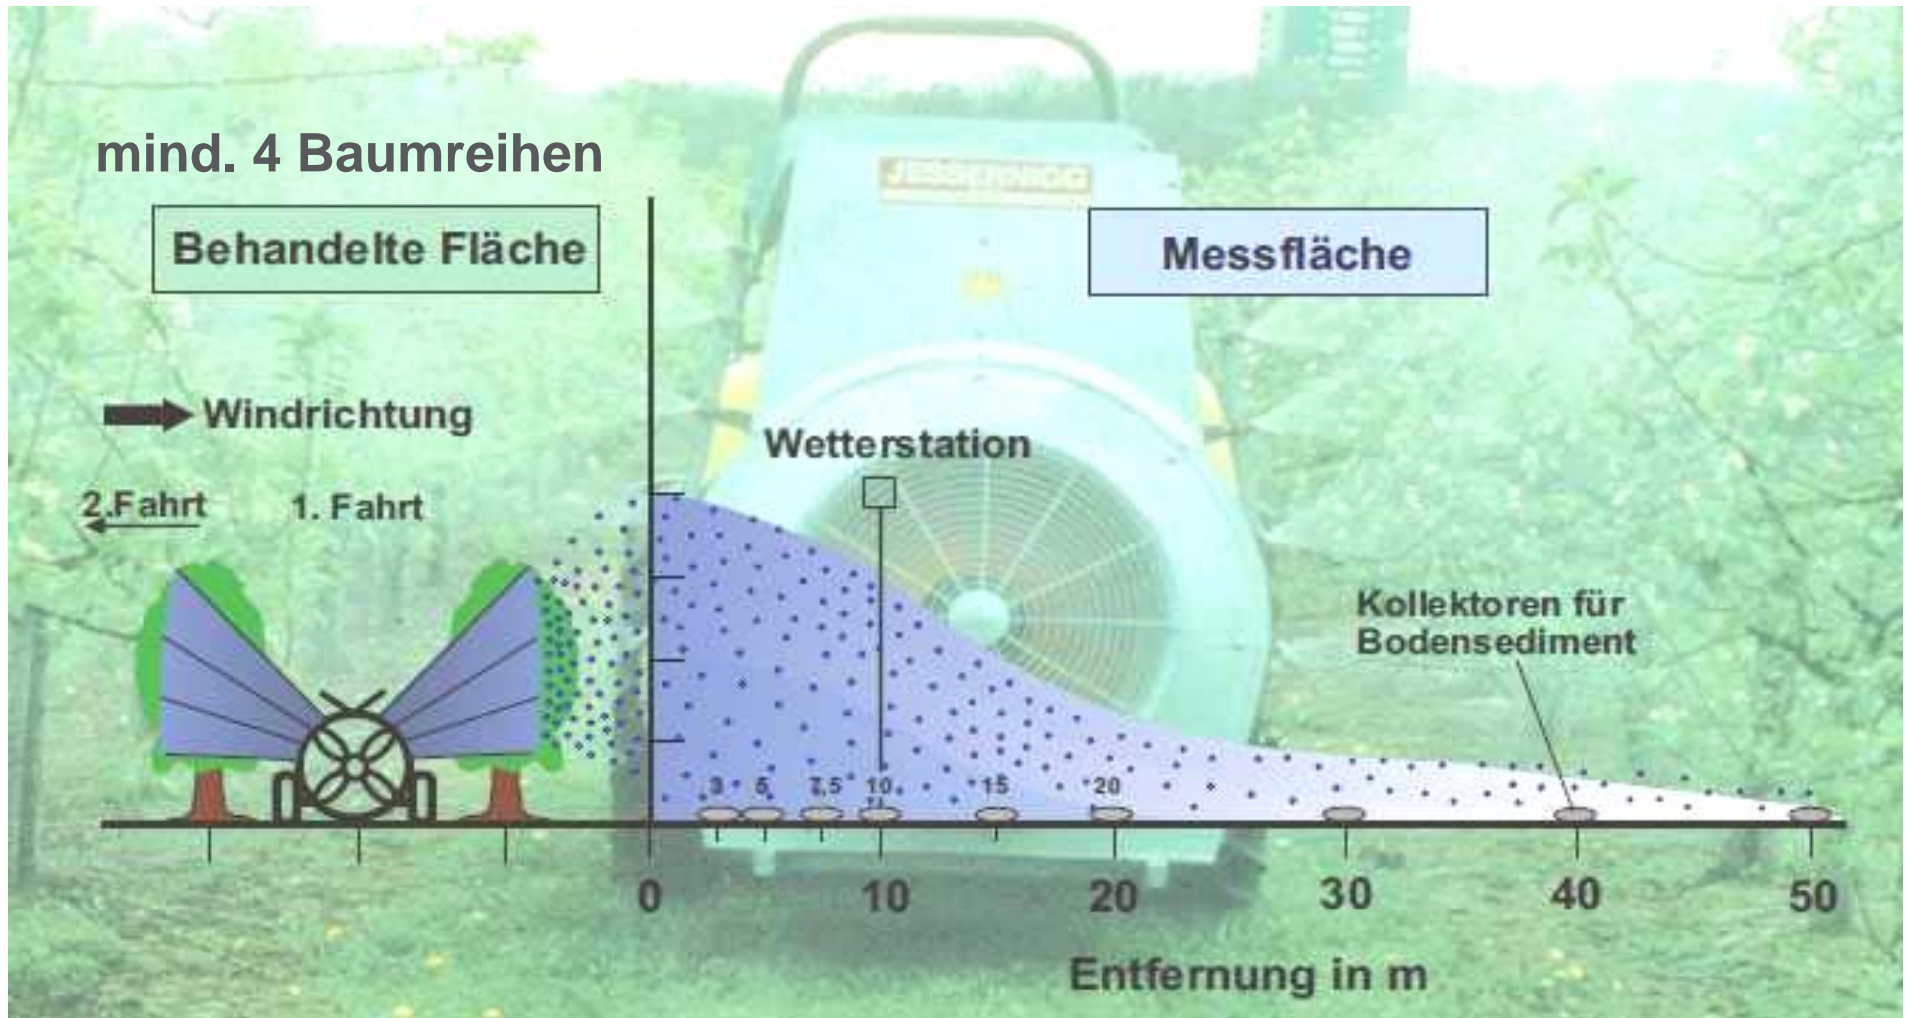 mind. 4 Baumreihen
Behandelte Fläche
Messfläche
JESSERNIGG
Windrichtung
Wetterstation
2.Fahrt
1. Fahrt
Kollektoren für
Bodensediment
3 5 7,5 10 15 20
0 10 20 30 40 50
Entfernung in m